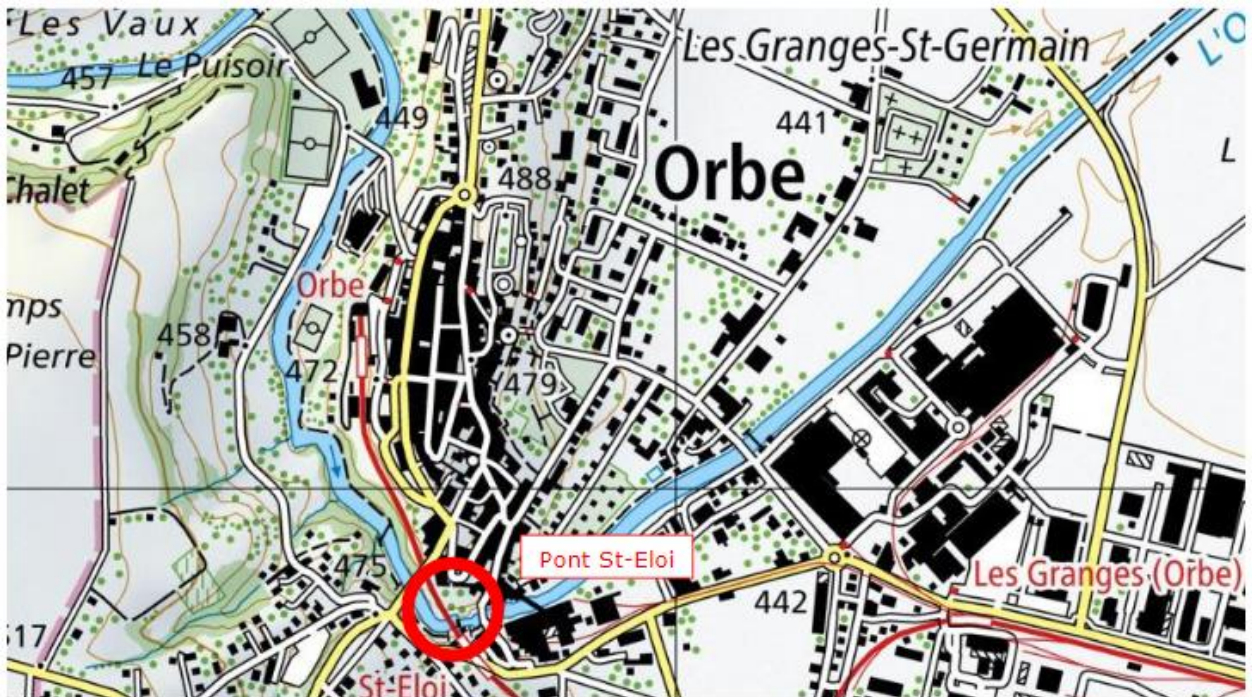 Les Vaux
Les Granges-St-Germain
L'O
457
Le Puisoir
449
441
L
488
Orbe
Chalet
Orbe
mps
458
Pierre
472
479
Pont St-Eloi
475
Les Granges (Orbe)
442
517
St-Eloi